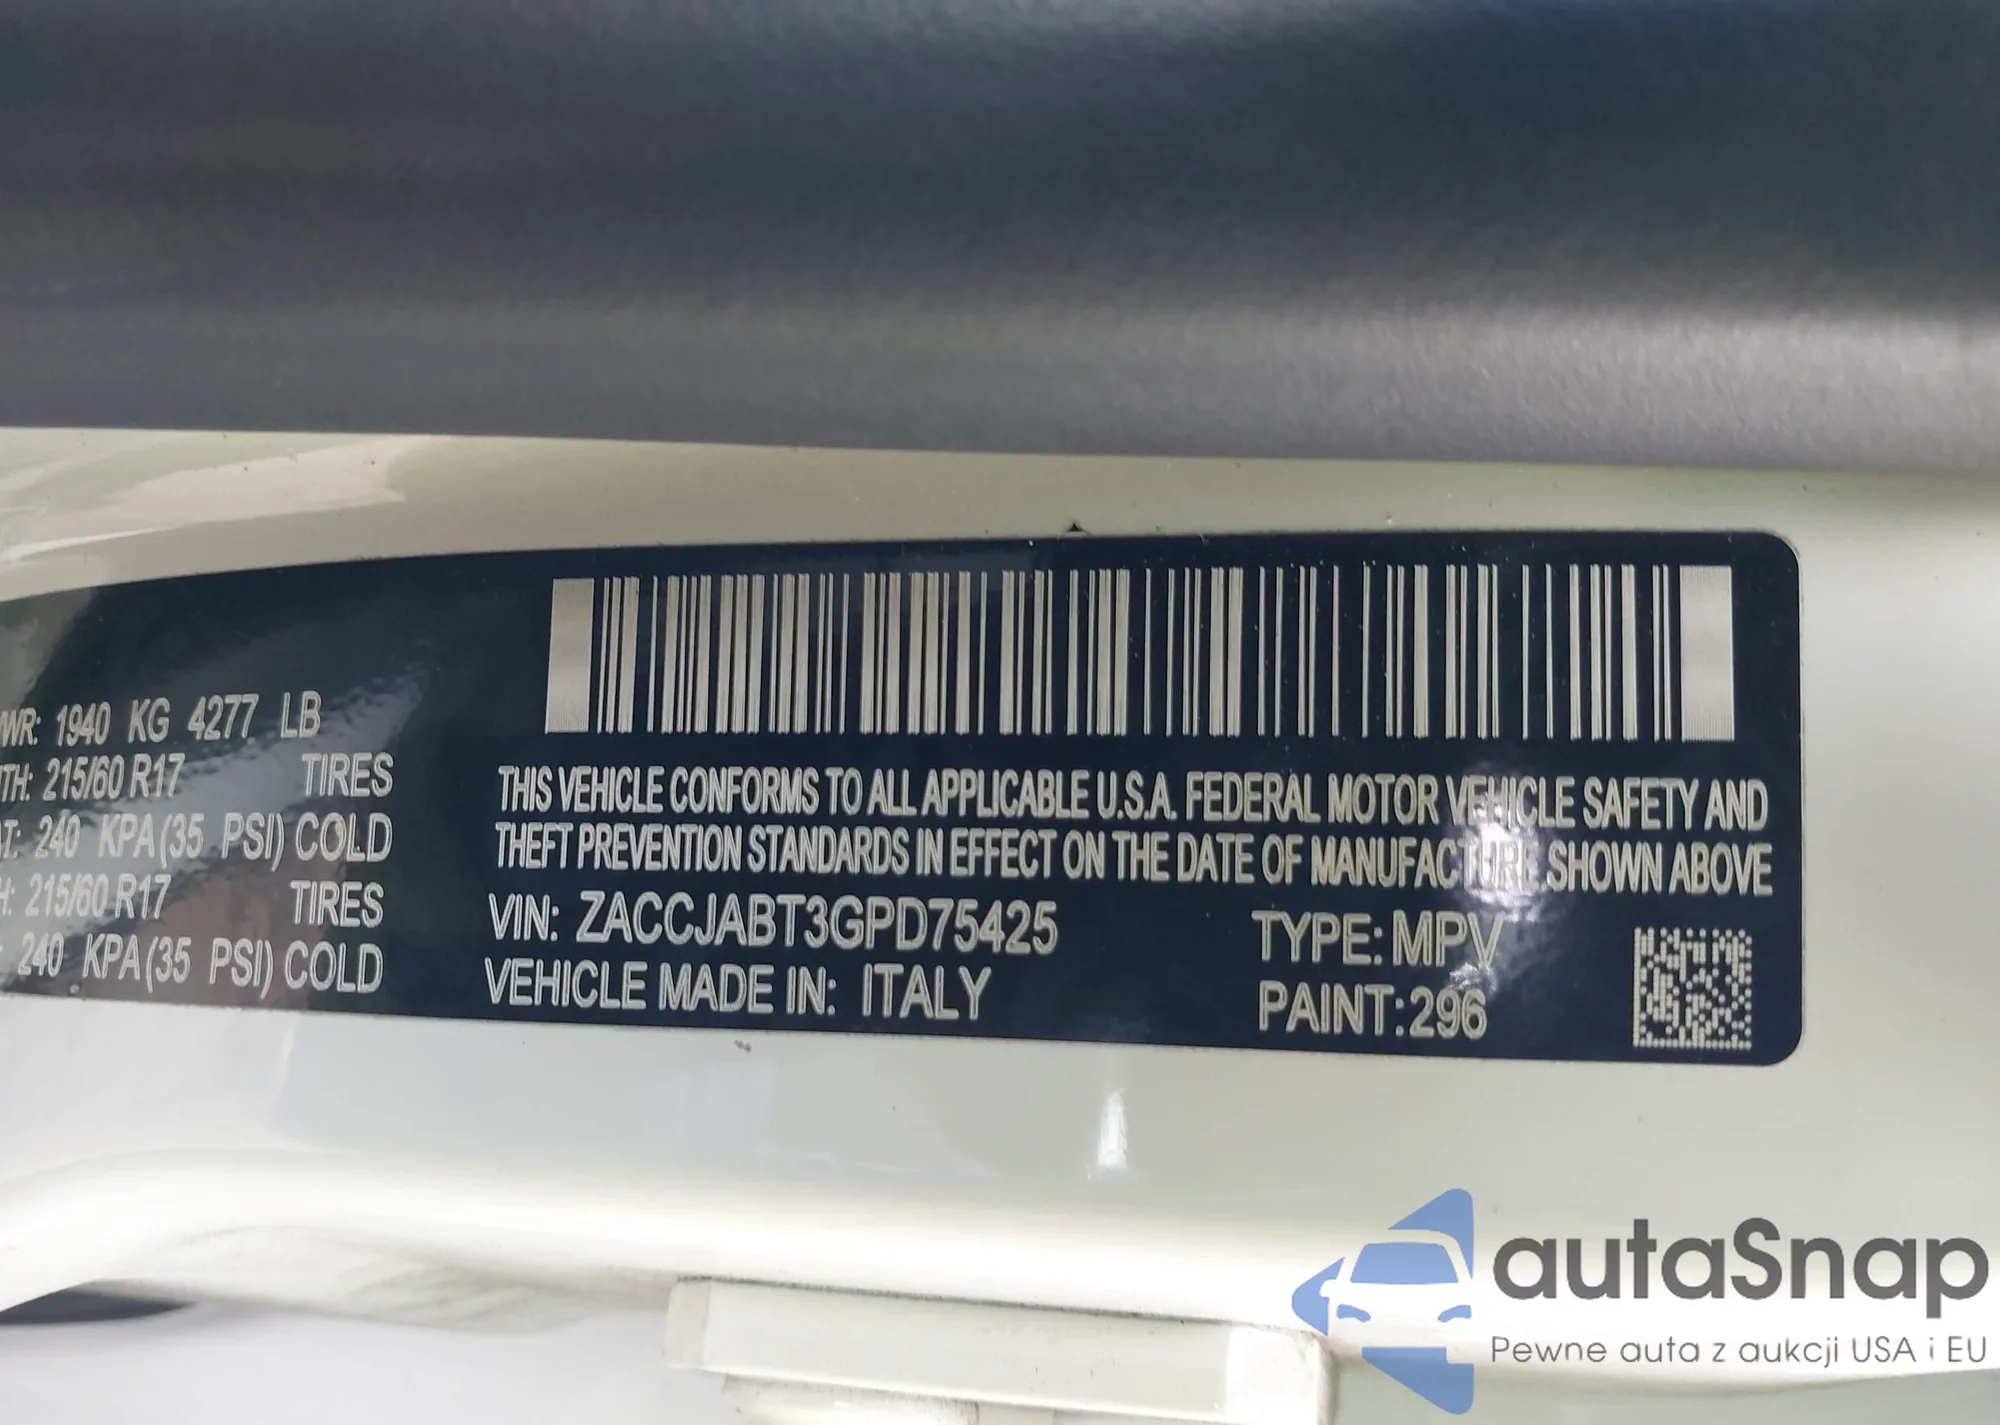 WR: 1940 KG 4277 LB
TH: 215/60 R17 TIRES
AT: 240 KPA (35 PSI) COLD
H: 215/60 R17 TIRES
: 240 KPA (35 PSI) COLD
THIS VEHICLE CONFORMS TO ALL APPLICABLE U.S.A. FEDERAL MOTOR VEHICLE SAFETY AND
THEFT PREVENTION STANDARDS IN EFFECT ON THE DATE OF MANUFACTURE SHOWN ABOVE
VIN: ZACCJABT3GPD75425 TYPE: MPV
VEHICLE MADE IN: ITALY PAINT: 296
autaSnap
Pewne auta z aukcji USA i EU